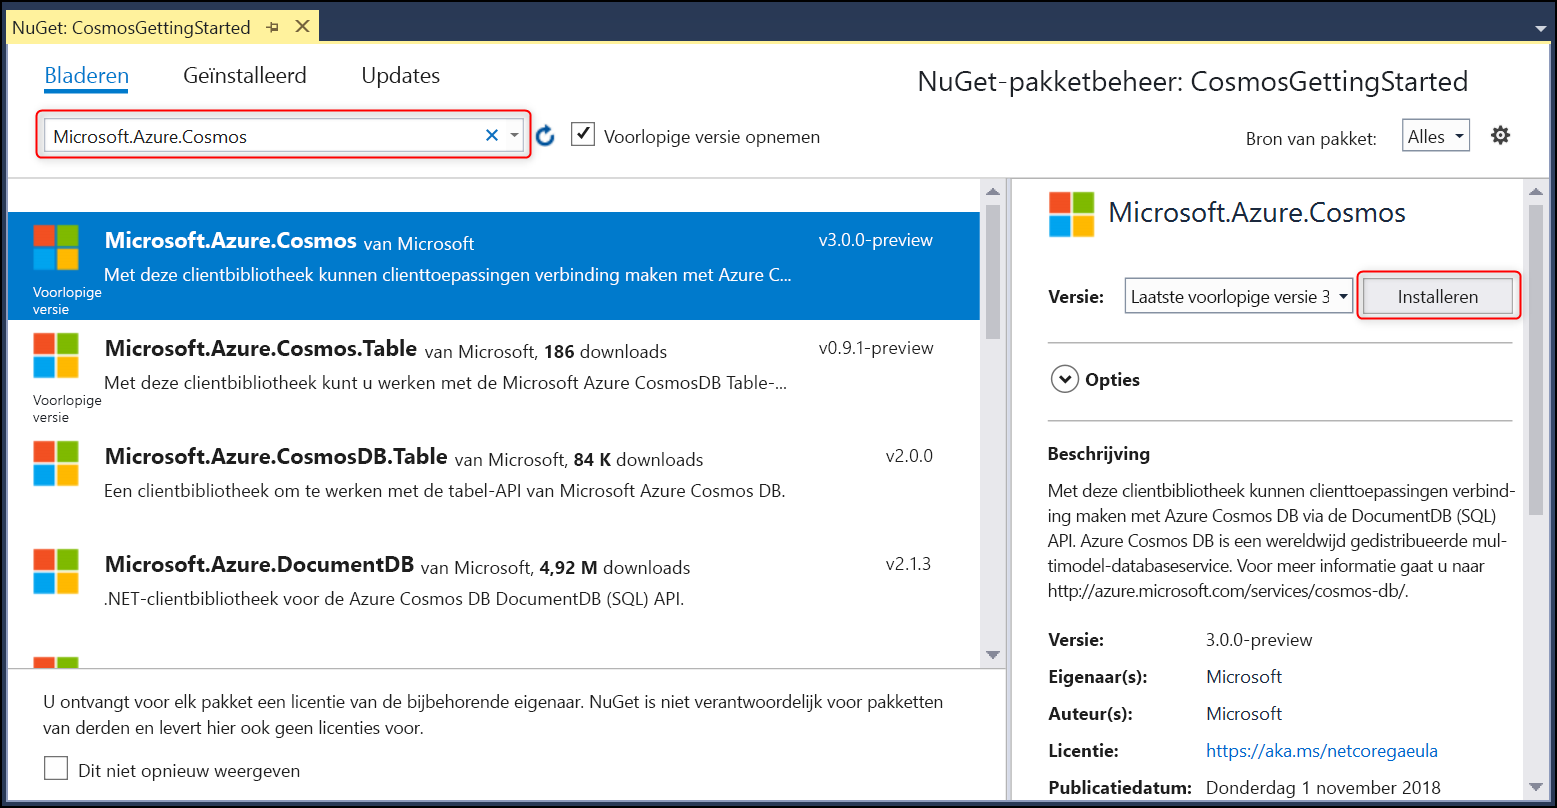 NuGet: CosmosGettingStarted
Bladeren Geïnstalleerd Updates
NuGet-pakketbeheer: CosmosGettingStarted
Microsoft.Azure.Cosmos
Voorlopige versie opnemen
Bron van pakket: Alles
Microsoft.Azure.Cosmos van Microsoft v3.0.0-preview
Met deze clientbibliotheek kunnen clienttoepassingen verbinding maken met Azure C...
Voorlopige
versie
Microsoft.Azure.Cosmos.Table van Microsoft, 186 downloads v0.9.1-preview
Met deze clientbibliotheek kunt u werken met de Microsoft Azure CosmosDB Table-...
Voorlopige
versie
Microsoft.Azure.CosmosDB.Table van Microsoft, 84 K downloads v2.0.0
Een clientbibliotheek om te werken met de tabel-API van Microsoft Azure Cosmos DB.
Microsoft.Azure.DocumentDB van Microsoft, 4,92 M downloads v2.1.3
.NET-clientbibliotheek voor de Azure Cosmos DB DocumentDB (SQL) API.
U ontvangt voor elk pakket een licentie van de bijbehorende eigenaar. NuGet is niet verantwoordelijk voor pakketten
van derden en levert hier ook geen licenties voor.
Dit niet opnieuw weergeven
Microsoft.Azure.Cosmos
Versie: Laatste voorlopige versie 3 Installeren
Opties
Beschrijving
Met deze clientbibliotheek kunnen clienttoepassingen verbind-
ing maken met Azure Cosmos DB via de DocumentDB (SQL)
API. Azure Cosmos DB is een wereldwijd gedistribueerde mul-
timodel-databaseservice. Voor meer informatie gaat u naar
http://azure.microsoft.com/services/cosmos-db/.
Versie: 3.0.0-preview
Eigenaar(s): Microsoft
Auteur(s): Microsoft
Licentie: https://aka.ms/netcoregaeula
Publicatiedatum: Donderdag 1 november 2018